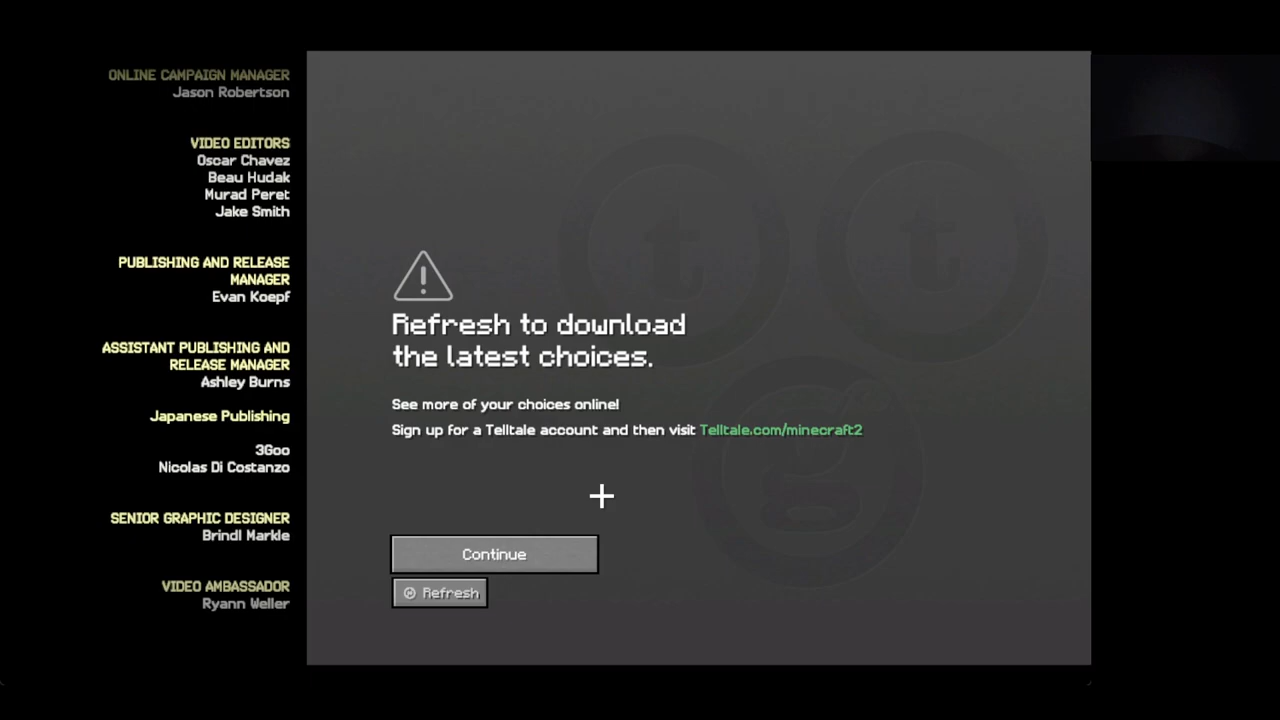 ONLINE CAMPAIGN MANAGER
Jason Robertson
VIDEO EDITORS
Oscar Chavez
Beau Hudak
Murad Peret
Jake Smith
PUBLISHING AND RELEASE
MANAGER
Evan Koepf
ASSISTANT PUBLISHING AND
RELEASE MANAGER
Ashley Burns
Japanese Publishing
3Goo
Nicolas Di Costanzo
SENIOR GRAPHIC DESIGNER
Brindl Markle
VIDEO AMBASSADOR
Ryann Weller
t t
g
Refresh to download
the latest choices.
See more of your choices online!
Sign up for a Telltale account and then visit Telltale.com/minecraft2
Continue
Refresh